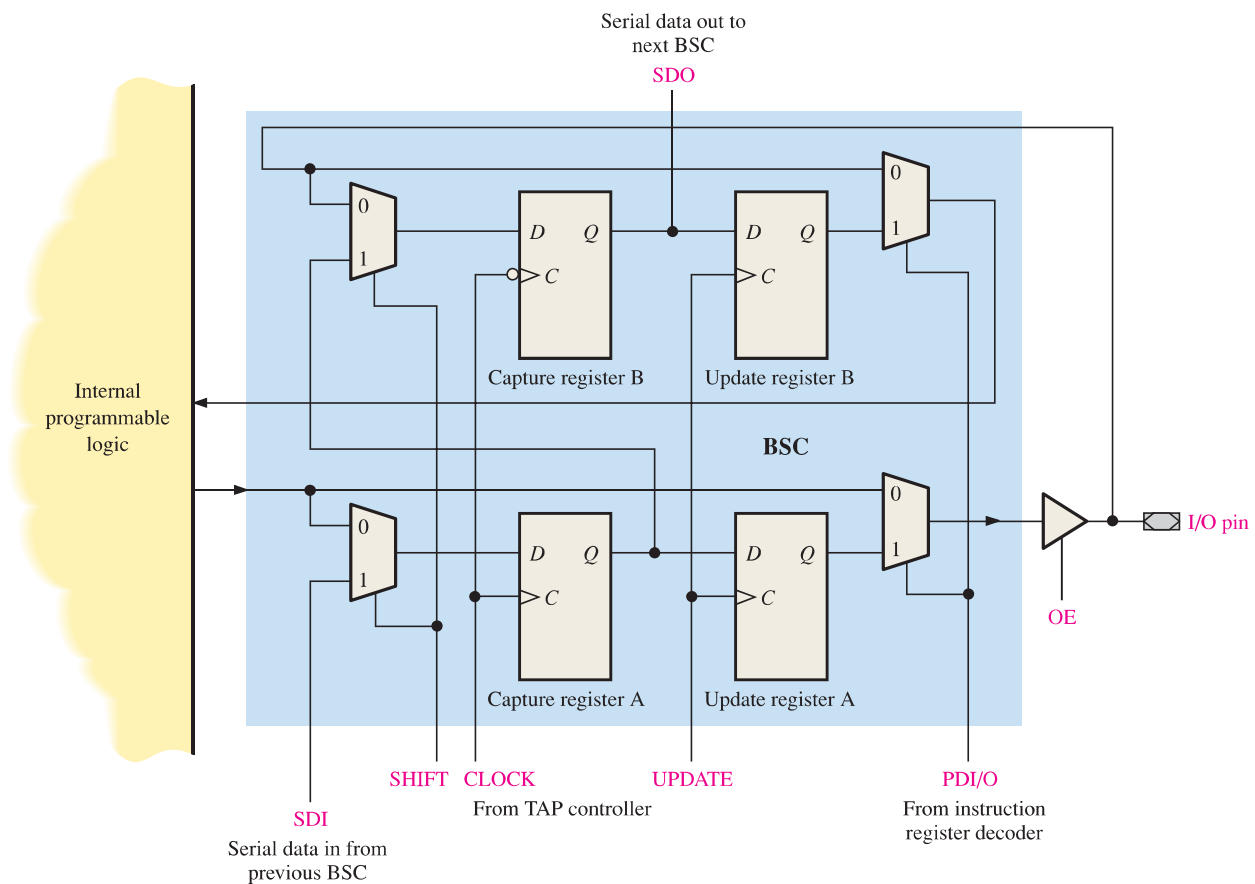 Serial data out to
next BSC
SDO
0
1
D Q
C
D Q
C
0
1
Capture register B
Update register B
Internal
programmable
logic
BSC
0
1
D Q
C
D Q
C
0
1
I/O pin
OE
Capture register A
Update register A
SHIFT
CLOCK
UPDATE
PDI/O
From TAP controller
From instruction
register decoder
SDI
Serial data in from
previous BSC